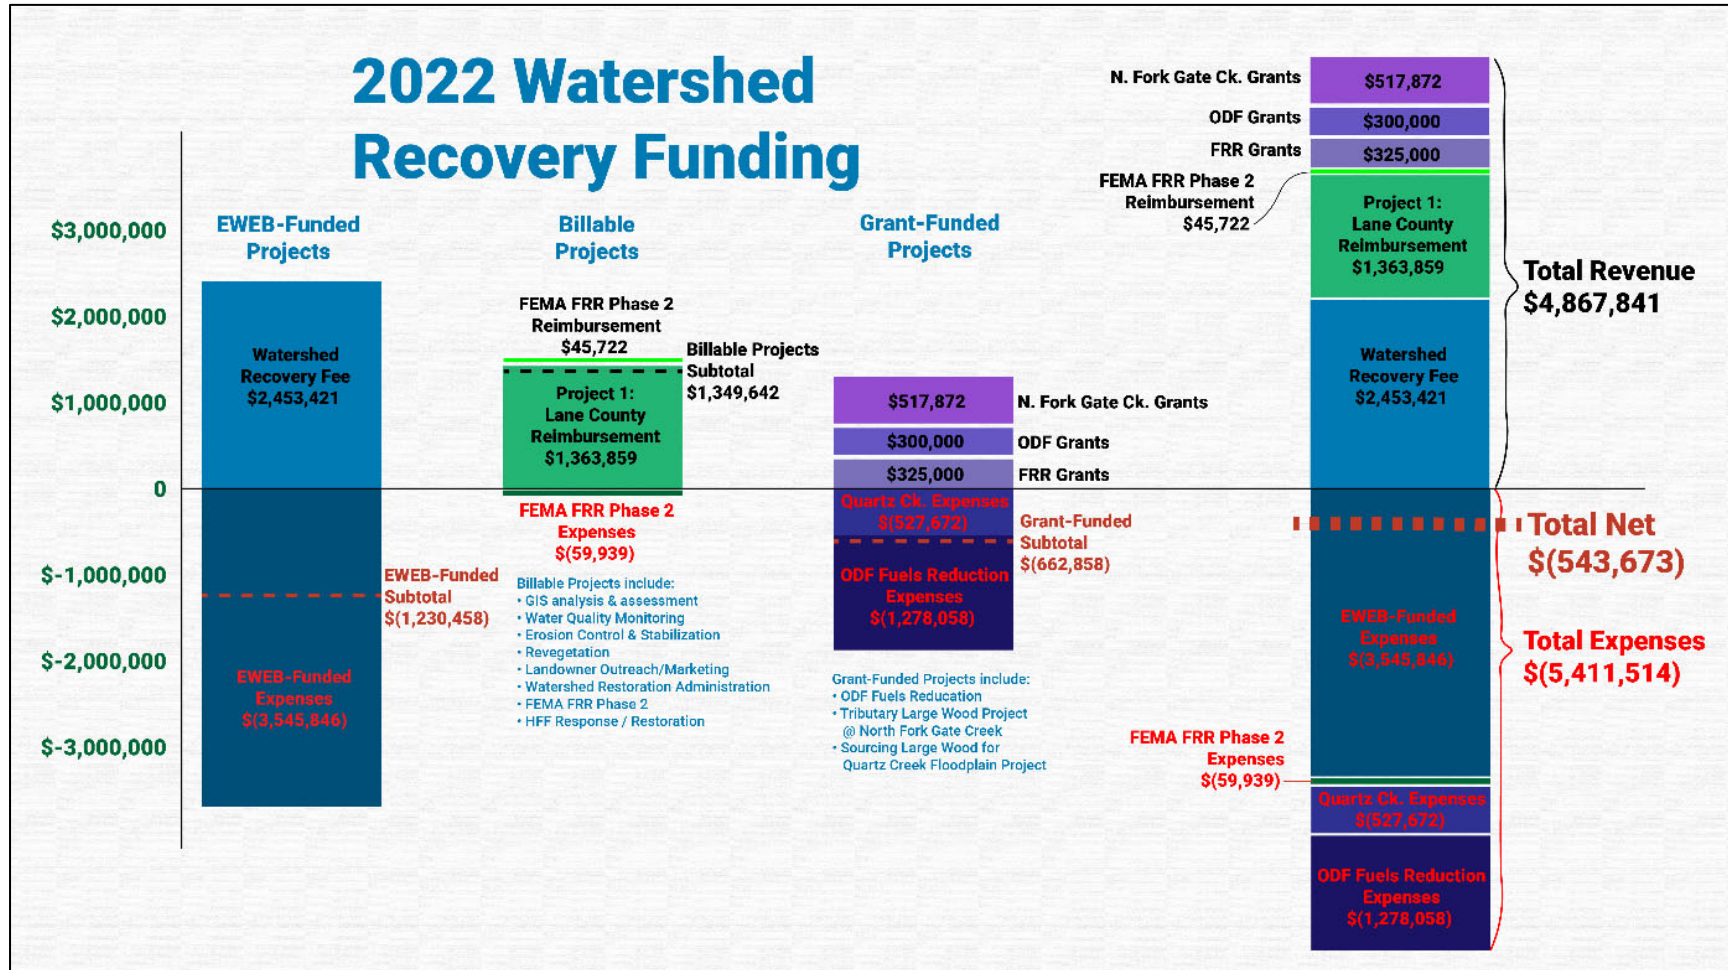 2022 Watershed
Recovery Funding
$3,000,000
$2,000,000
$1,000,000
0
$-1,000,000
$-2,000,000
$-3,000,000
EWEB-Funded
Projects
Watershed
Recovery Fee
$2,453,421
EWEB-Funded
Subtotal
$(1,230,458)
EWEB-Funded
Expenses
$(3,545,846)
Billable
Projects
FEMA FRR Phase 2
Reimbursement
$45,722
Billable Projects
Subtotal
$1,349,642
Project 1:
Lane County
Reimbursement
$1,363,859
FEMA FRR Phase 2
Expenses
$(59,939)
Billable Projects include:
• GIS analysis & assessment
• Water Quality Monitoring
• Erosion Control & Stabilization
• Revegetation
• Landowner Outreach/Marketing
• Watershed Restoration Administration
• FEMA FRR Phase 2
• HFF Response / Restoration
Grant-Funded
Projects
$517,872
N. Fork Gate Ck. Grants
$300,000
ODF Grants
$325,000
FRR Grants
Quartz Ck. Expenses
$(527,672)
Grant-Funded
Subtotal
$(662,858)
ODF Fuels Reduction
Expenses
$(1,278,058)
Grant-Funded Projects include:
• ODF Fuels Reducation
• Tributary Large Wood Project
@ North Fork Gate Creek
• Sourcing Large Wood for
Quartz Creek Floodplain Project
N. Fork Gate Ck. Grants
$517,872
ODF Grants
$300,000
FRR Grants
$325,000
FEMA FRR Phase 2
Reimbursement
$45,722
Project 1:
Lane County
Reimbursement
$1,363,859
Total Revenue
$4,867,841
Watershed
Recovery Fee
$2,453,421
Total Net
$(543,673)
EWEB-Funded
Expenses
$(3,545,846)
Total Expenses
$(5,411,514)
FEMA FRR Phase 2
Expenses
$(59,939)
Quartz Ck. Expenses
$(527,672)
ODF Fuels Reduction
Expenses
$(1,278,058)